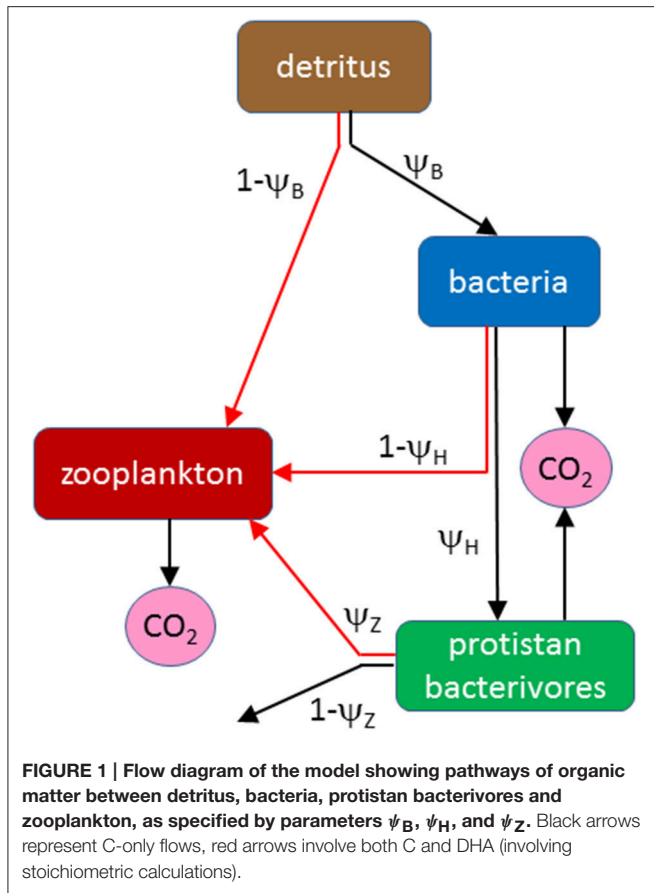 detritus
1-ψB
ψB
bacteria
zooplankton
1-ψH
CO2
ψH
CO2
ψZ
protistan
bacterivores
1-ψZ
FIGURE 1 | Flow diagram of the model showing pathways of organic
matter between detritus, bacteria, protistan bacterivores and
zooplankton, as specified by parameters ψB, ψH, and ψZ. Black arrows
represent C-only flows, red arrows involve both C and DHA (involving
stoichiometric calculations).